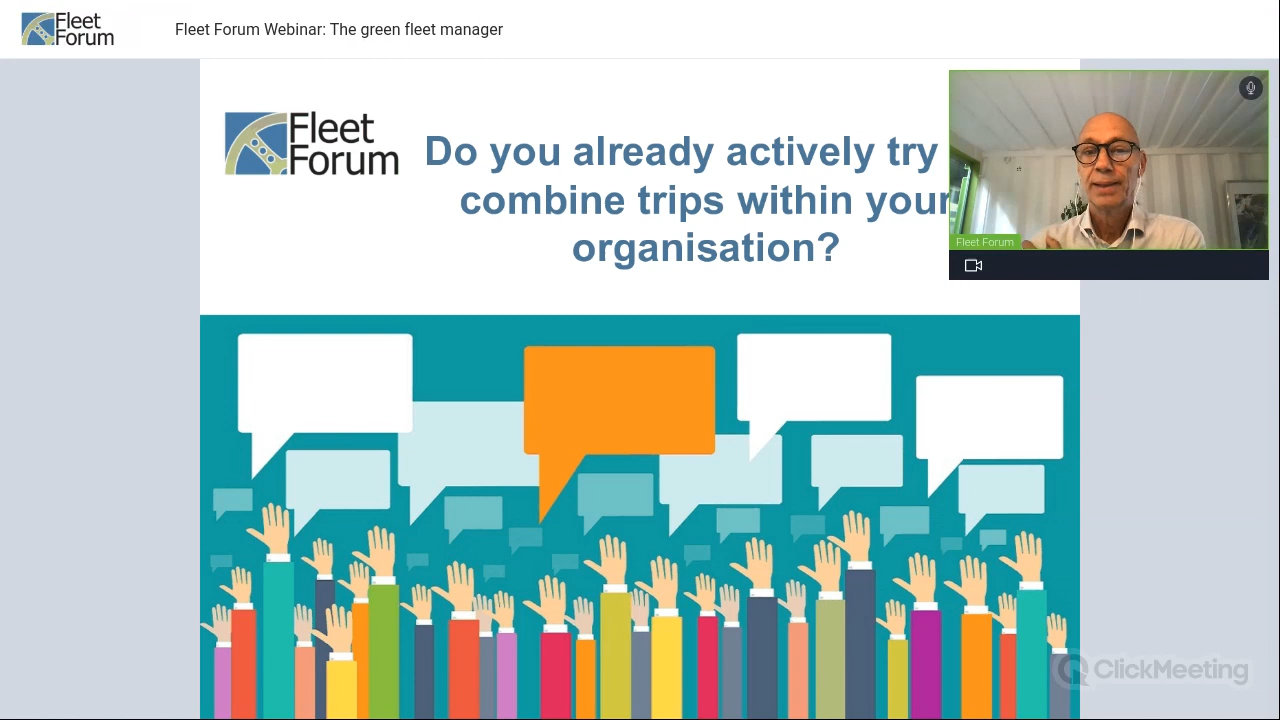 Fleet
Forum
Fleet Forum Webinar: The green fleet manager
Fleet
Forum
Do you already actively try
combine trips within your
organisation?
Fleet Forum
ClickMeeting